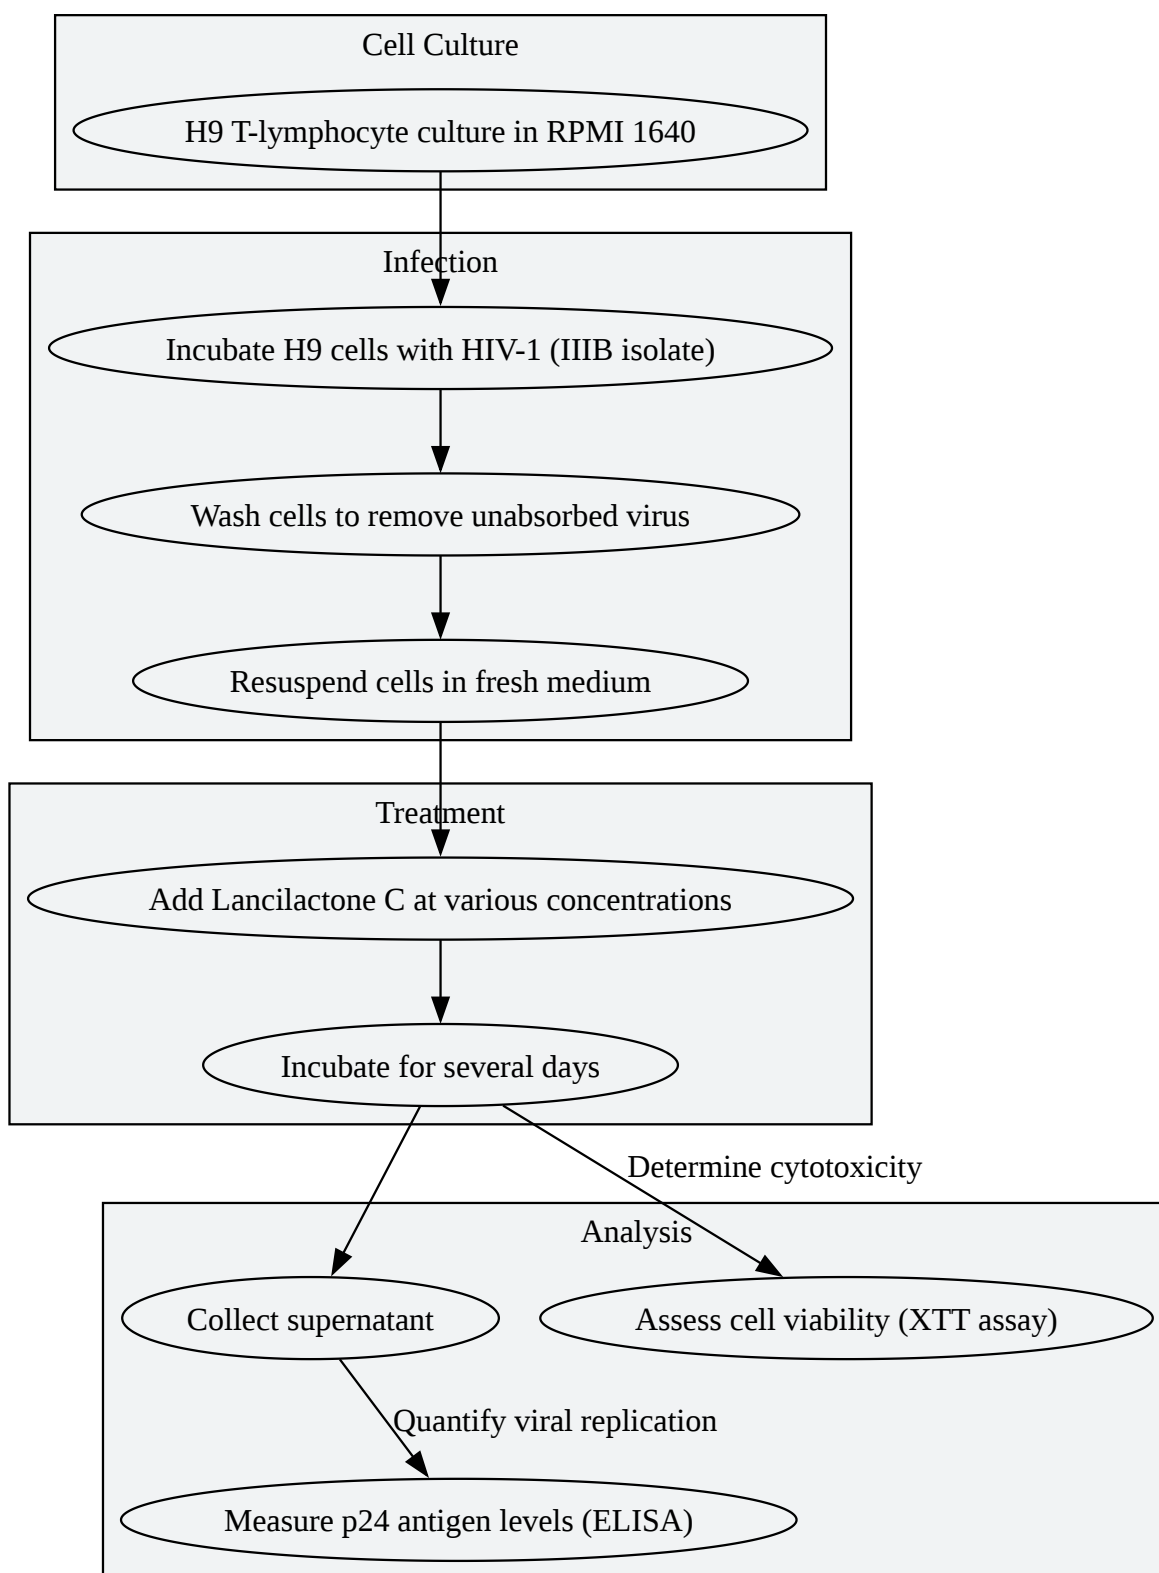 Cell Culture
H9 T-lymphocyte culture in RPMI 1640
Infection
Incubate H9 cells with HIV-1 (IIIB isolate)
Wash cells to remove unabsorbed virus
Resuspend cells in fresh medium
Treatment
Add Lancilactone C at various concentrations
Incubate for several days
Determine cytotoxicity
Analysis
Collect supernatant
Assess cell viability (XTT assay)
Quantify viral replication
Measure p24 antigen levels (ELISA)